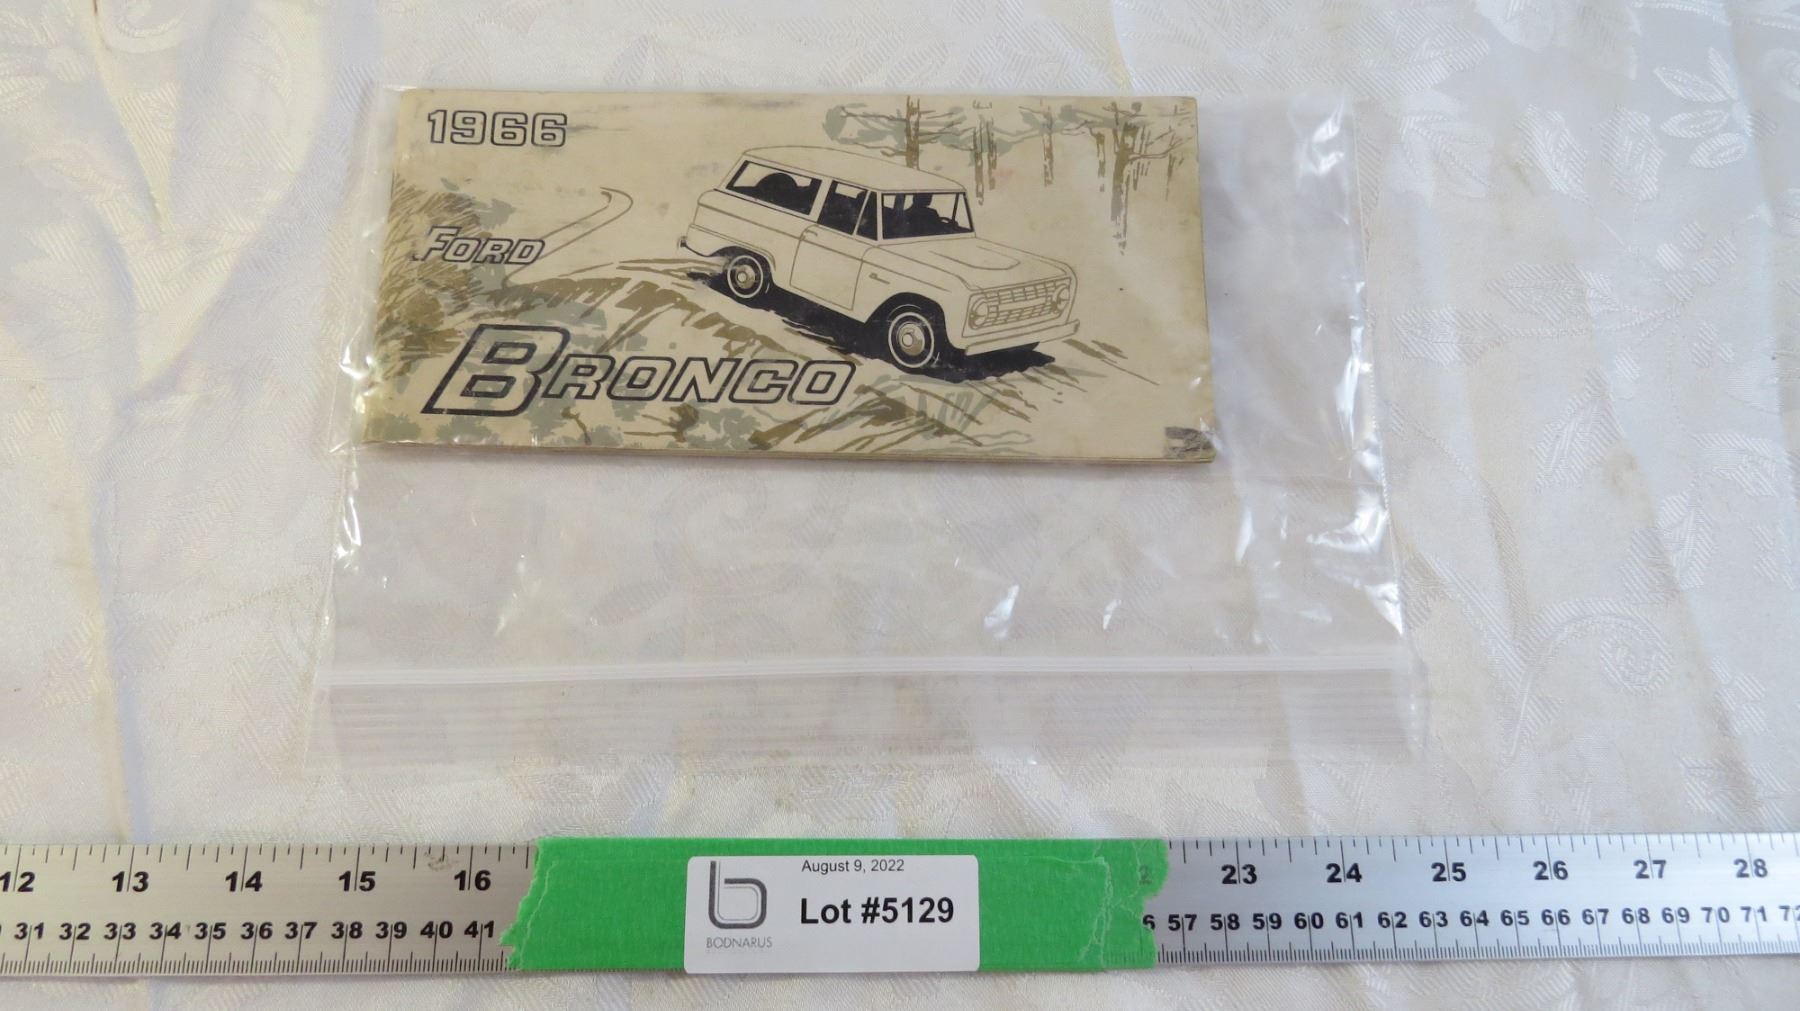 1966
FORD
BRONCO
August 9, 2022
Lot #5129
BODNARUS
12 13 14 15 16 23 24 25 26 27 28
31 32 33 34 35 36 37 38 39 40 41 57 58 59 60 61 62 63 64 65 66 67 68 69 70 71 72